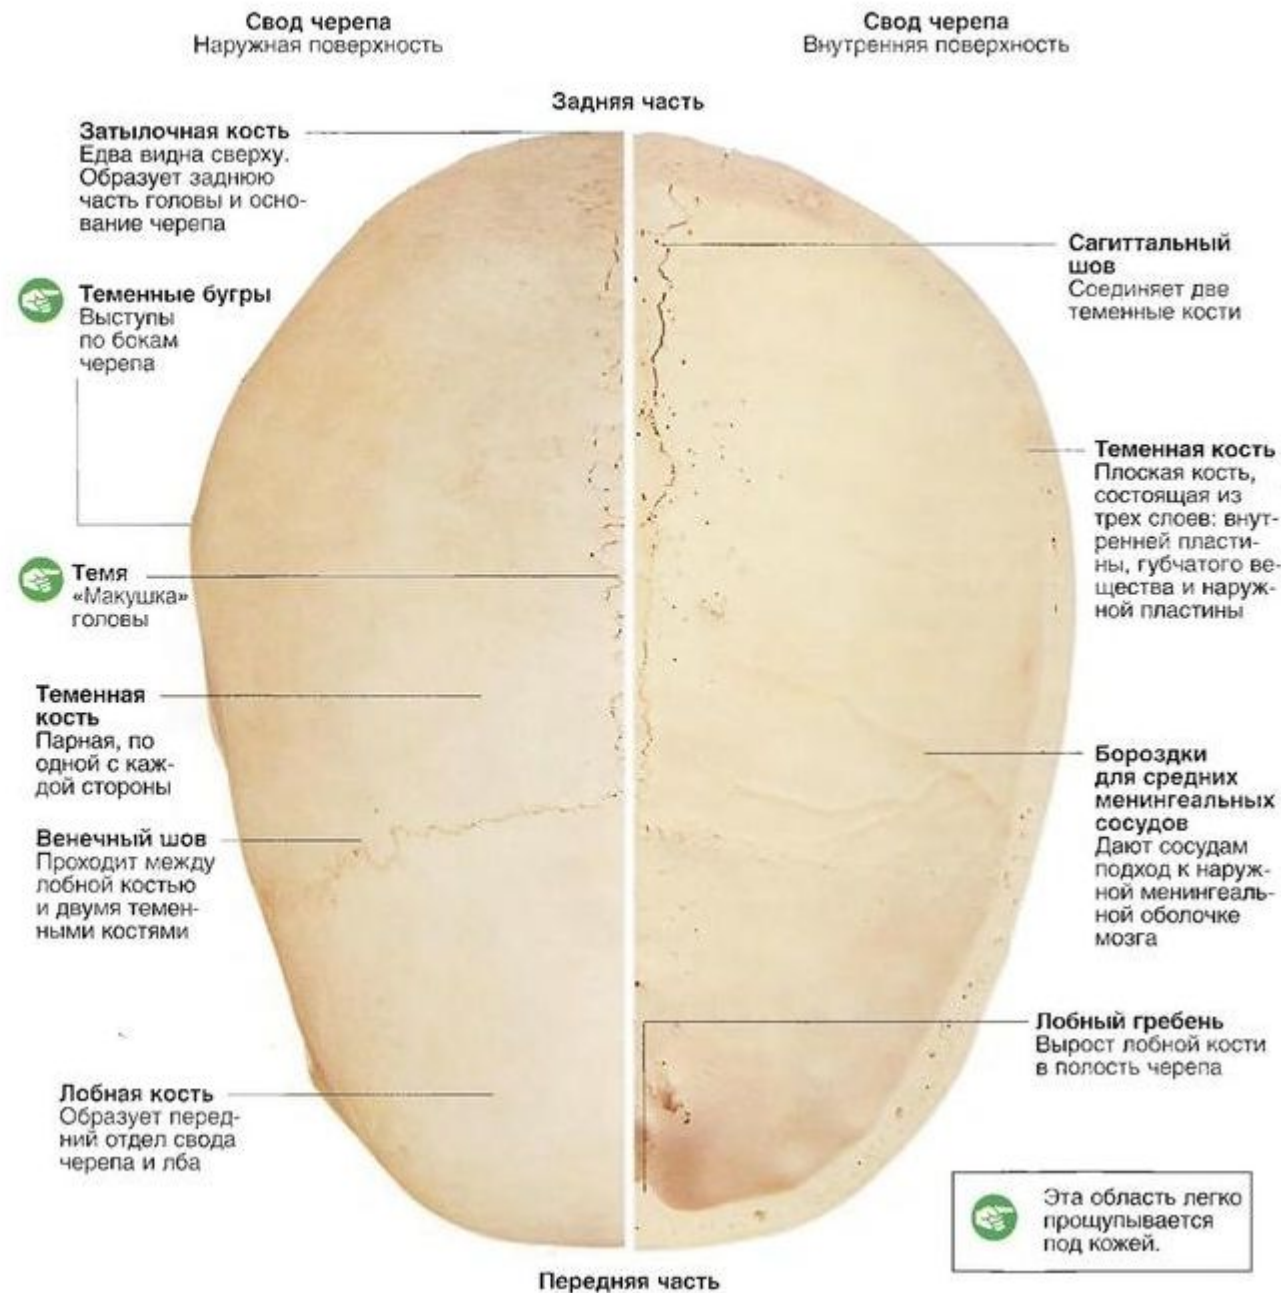 Свод черепа
Наружная поверхность
Свод черепа
Внутренняя поверхность
Задняя часть
Затылочная кость
Едва видна сверху.
Образует заднюю
часть головы и осно-
вание черепа
Теменные бугры
Выступы
по бокам
черепа
Темя
«Макушка»
головы
Теменная
кость
Парная, по
одной с каж-
дой стороны
Венечный шов
Проходит между
лобной костью
и двумя темен-
ными костями
Лобная кость
Образует перед-
ний отдел свода
черепа и лба
Сагиттальный
шов
Соединяет две
теменные кости
Теменная кость
Плоская кость,
состоящая из
трех слоев: внут-
ренней пласти-
ны, губчатого ве-
щества и наруж-
ной пластины
Бороздки
для средних
менингеальных
сосудов
Дают сосудам
подход к наруж-
ной менингеаль-
ной оболочке
мозга
Лобный гребень
Вырост лобной кости
в полость черепа
Эта область легко
прощупывается
под кожей.
Передняя часть